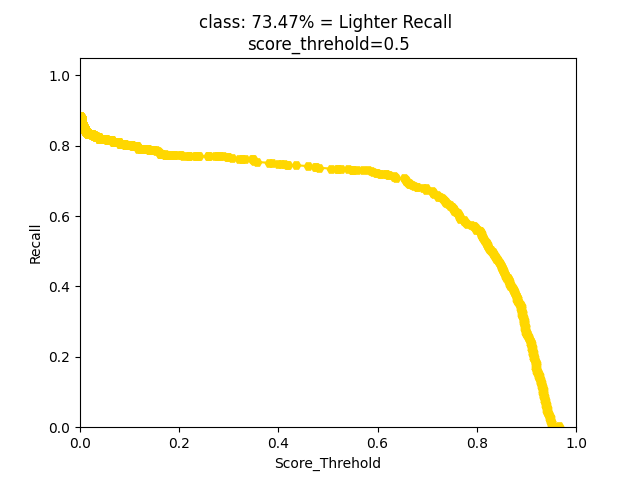 class: 73.47% = Lighter Recall
score_threhold=0.5
1.0
0.8
0.6
0.4
0.2
0.0
Recall
0.0 0.2 0.4 0.6 0.8 1.0
Score_Threhold